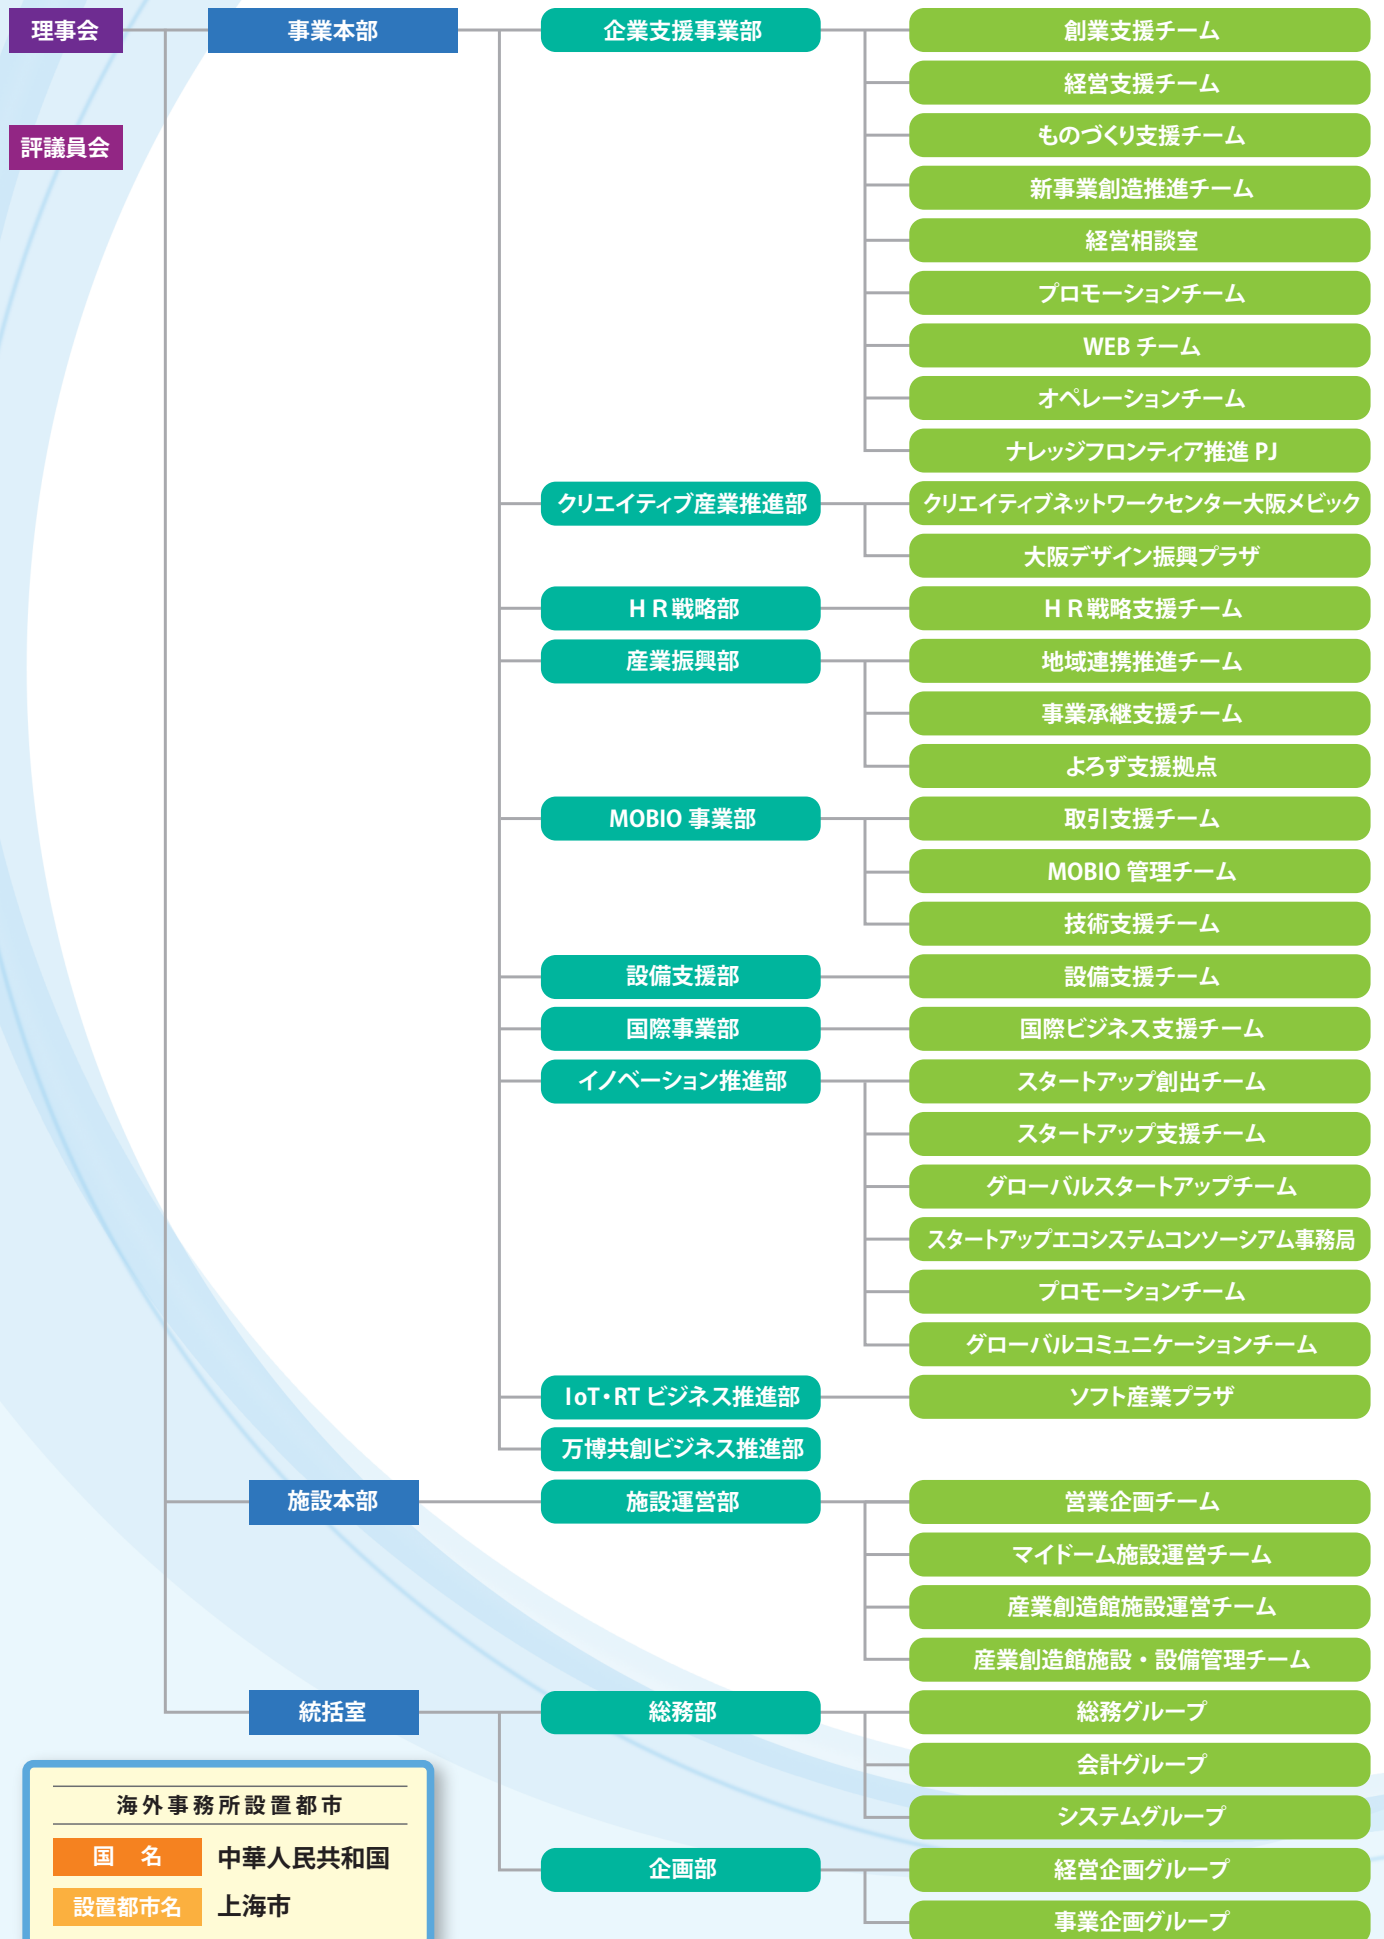 理事会
評議員会
事業本部
企業支援事業部
創業支援チーム
経営支援チーム
ものづくり支援チーム
新事業創造推進チーム
経営相談室
プロモーションチーム
WEB チーム
オペレーションチーム
ナレッジフロンティア推進 PJ
クリエイティブ産業推進部
クリエイティブネットワークセンター大阪メビック
大阪デザイン振興プラザ
ＨＲ戦略部
ＨＲ戦略支援チーム
産業振興部
地域連携推進チーム
事業承継支援チーム
よろず支援拠点
MOBIO 事業部
取引支援チーム
MOBIO 管理チーム
技術支援チーム
設備支援部
設備支援チーム
国際事業部
国際ビジネス支援チーム
イノベーション推進部
スタートアップ創出チーム
スタートアップ支援チーム
グローバルスタートアップチーム
スタートアップエコシステムコンソーシアム事務局
プロモーションチーム
グローバルコミュニケーションチーム
IoT・RT ビジネス推進部
ソフト産業プラザ
万博共創ビジネス推進部
施設本部
施設運営部
営業企画チーム
マイドーム施設運営チーム
産業創造館施設運営チーム
産業創造館施設・設備管理チーム
統括室
総務部
総務グループ
会計グループ
システムグループ
企画部
経営企画グループ
事業企画グループ
海外事務所設置都市
国　名　中華人民共和国
設置都市名　上海市